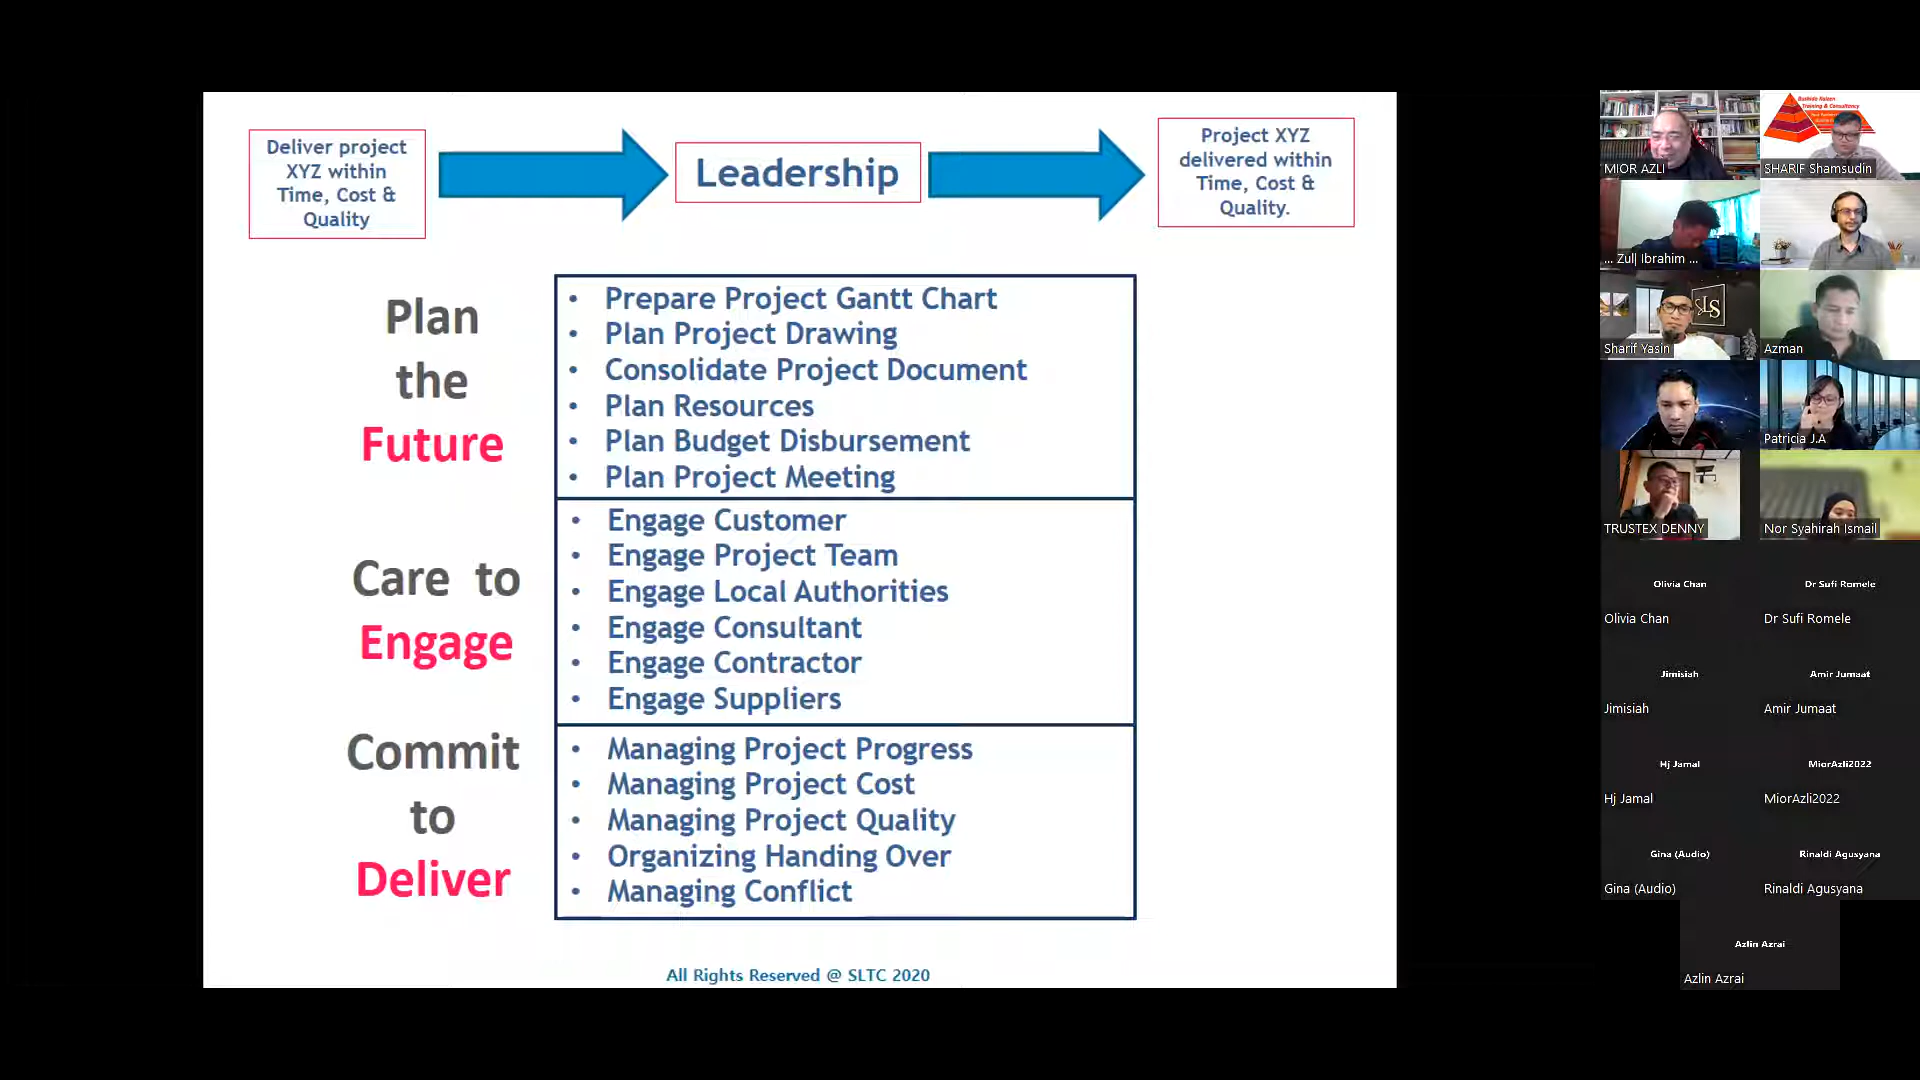 Deliver project
XYZ within
Time, Cost &
Quality
Leadership
Project XYZ
delivered within
Time, Cost &
Quality.
Plan
the
Future
• Prepare Project Gantt Chart
• Plan Project Drawing
• Consolidate Project Document
• Plan Resources
• Plan Budget Disbursement
• Plan Project Meeting
Care to
Engage
• Engage Customer
• Engage Project Team
• Engage Local Authorities
• Engage Consultant
• Engage Contractor
• Engage Suppliers
Commit
to
Deliver
• Managing Project Progress
• Managing Project Cost
• Managing Project Quality
• Organizing Handing Over
• Managing Conflict
All Rights Reserved @ SLTC 2020
MIOR AZLI
Training & Consultancy
SHARIF Shamsudin
... Zul| Ibrahim ...
SLS
Sharif Yasin
Azman
Patricia J.A
TRUSTEX DENNY
Nor Syahirah Ismail
Olivia Chan
Olivia Chan
Dr Sufi Romele
Dr Sufi Romele
Jimisiah
Jimisiah
Amir Jumaat
Amir Jumaat
Hj Jamal
Hj Jamal
MiorAzli2022
MiorAzli2022
Gina (Audio)
Gina (Audio)
Rinaldi Agusyana
Rinaldi Agusyana
Azlin Azrai
Azlin Azrai